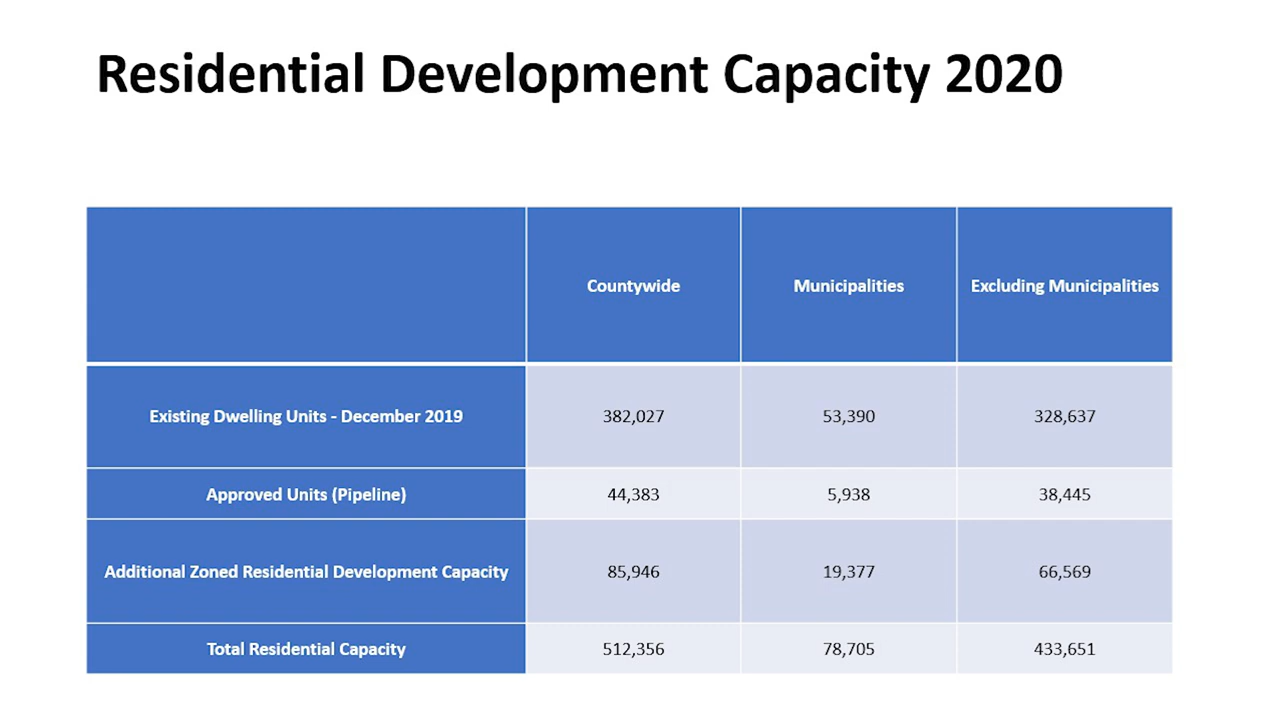 Residential Development Capacity 2020
Countywide Municipalities Excluding Municipalities
Existing Dwelling Units - December 2019 382,027 53,390 328,637
Approved Units (Pipeline) 44,383 5,938 38,445
Additional Zoned Residential Development Capacity 85,946 19,377 66,569
Total Residential Capacity 512,356 78,705 433,651